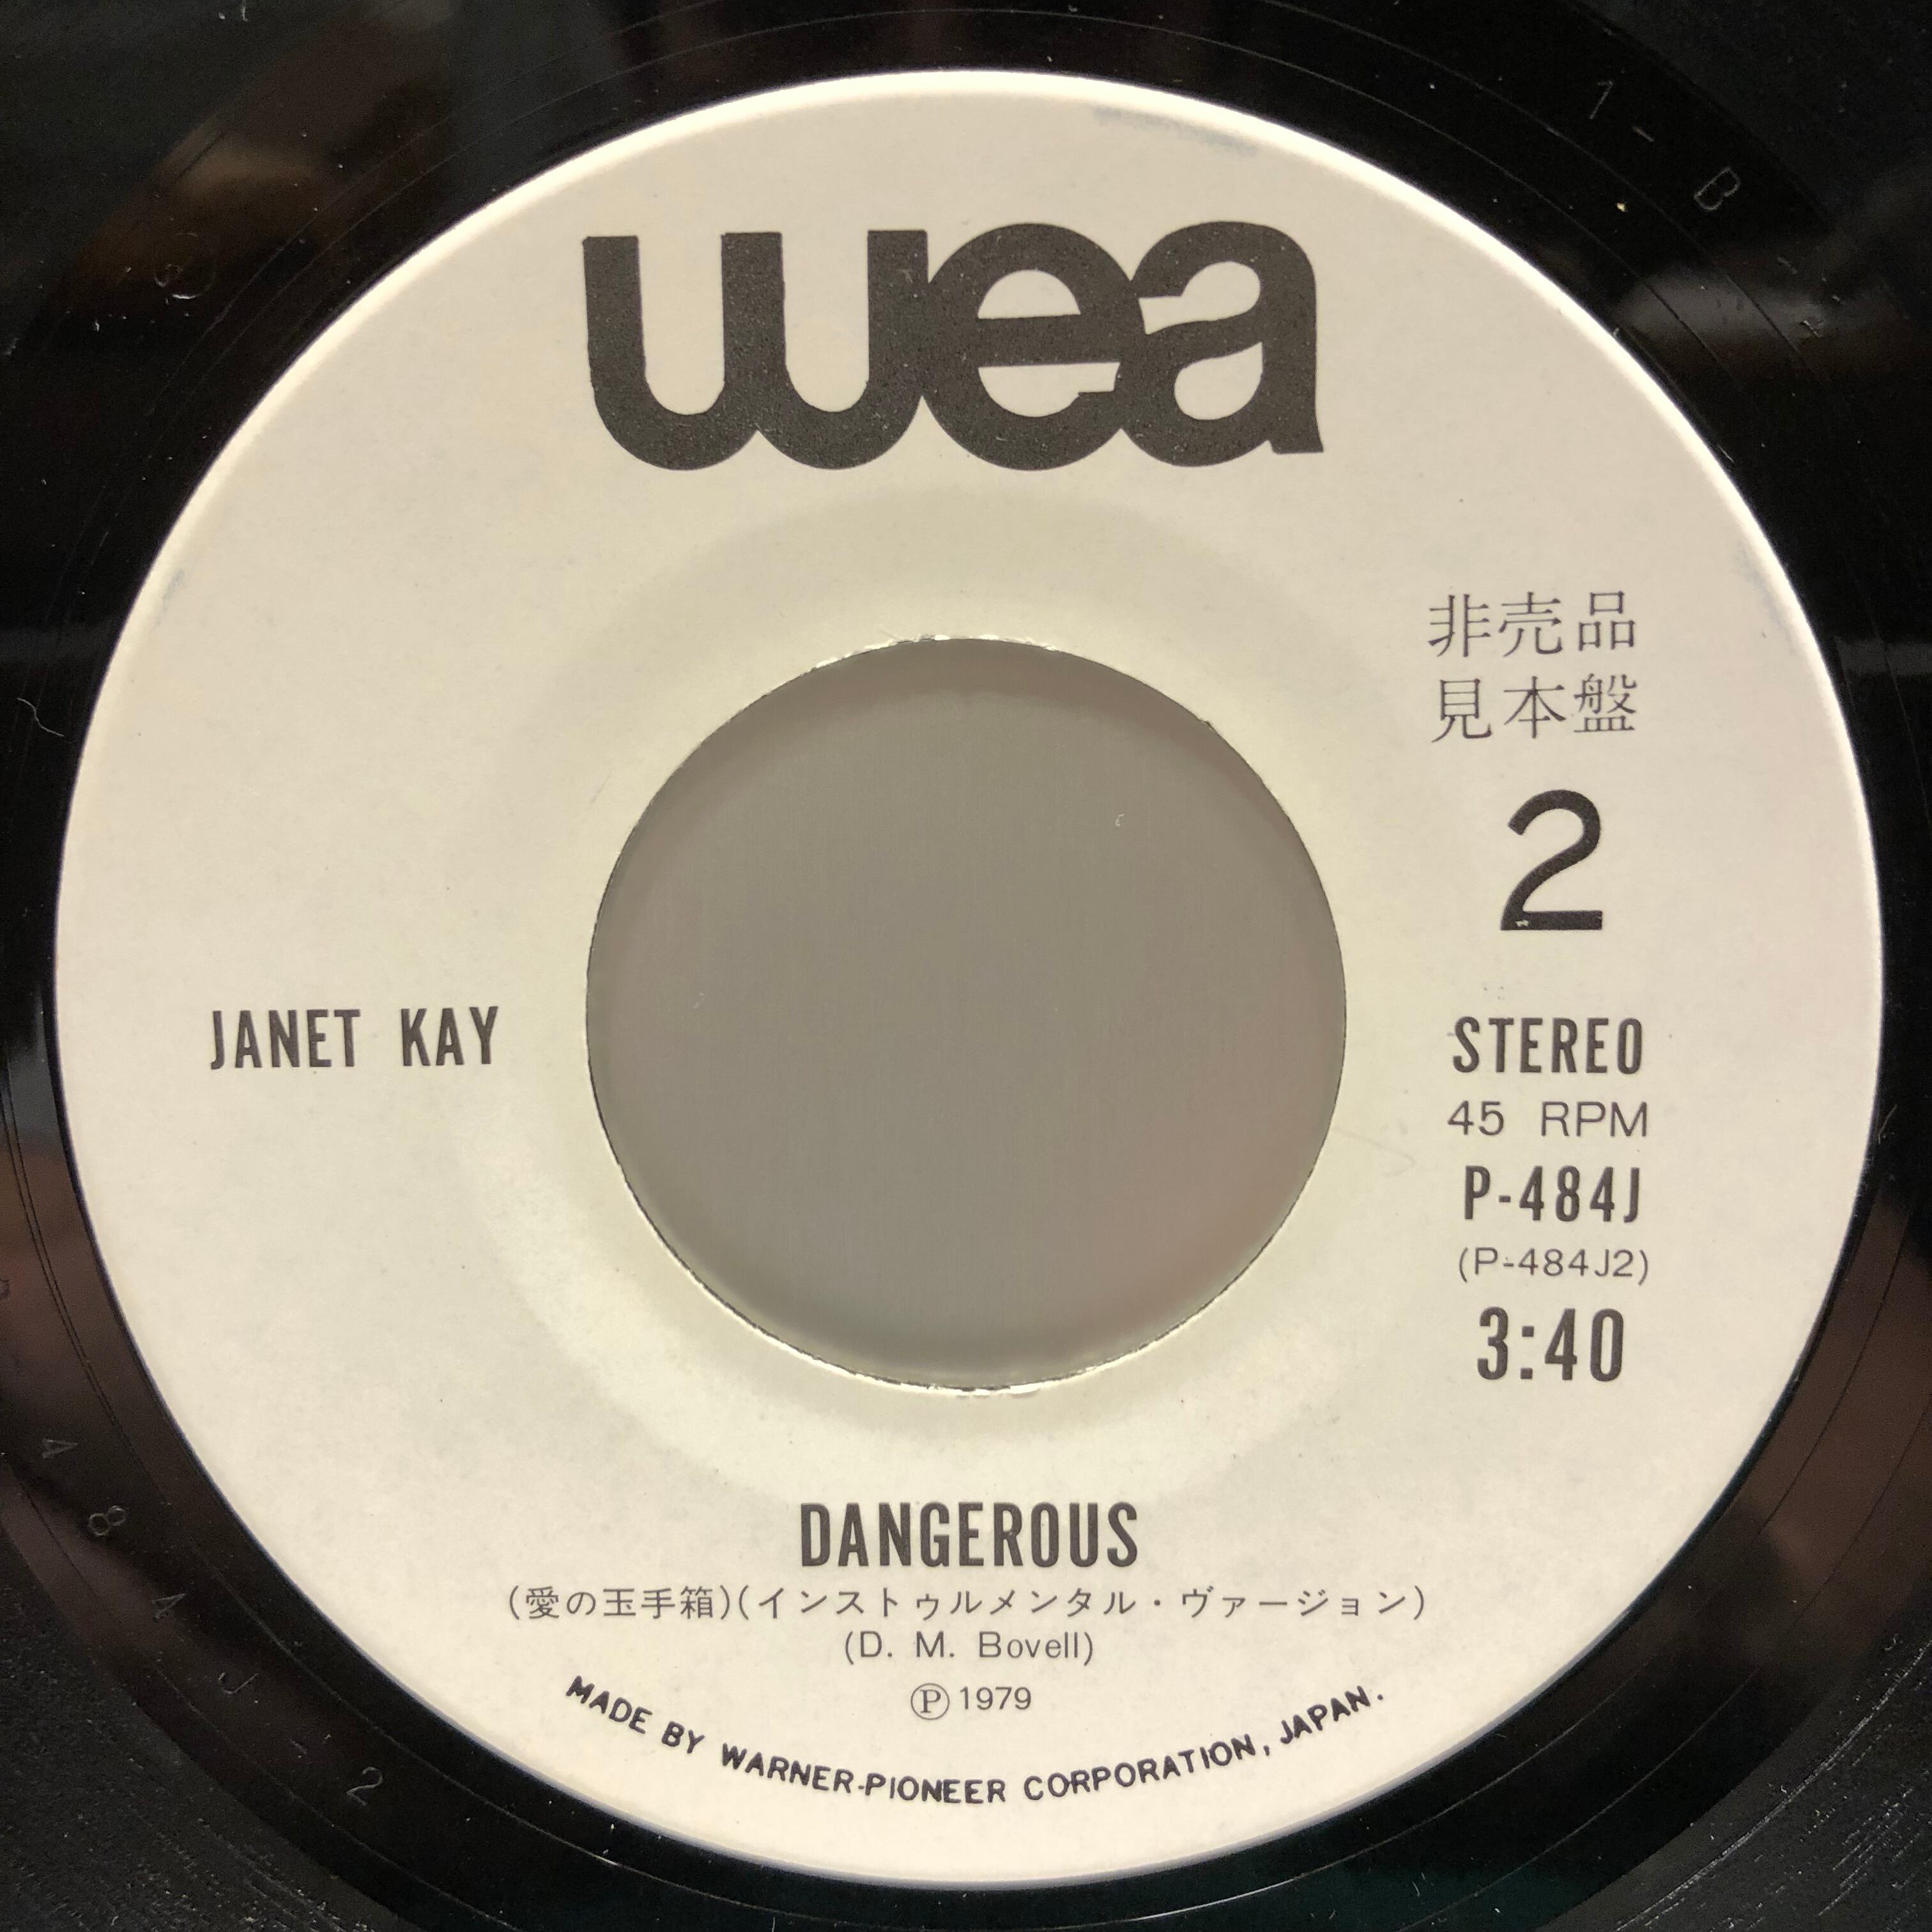 wea
非売品
見本盤
2
JANET KAY
STEREO
45 RPM
P-484J
(P-484J2)
3:40
DANGEROUS
(愛の玉手箱)(インストゥルメンタル・ヴァージョン)
(D. M. Bovell)
Ⓟ 1979
MADE BY WARNER-PIONEER CORPORATION, JAPAN.
1-B
484J2